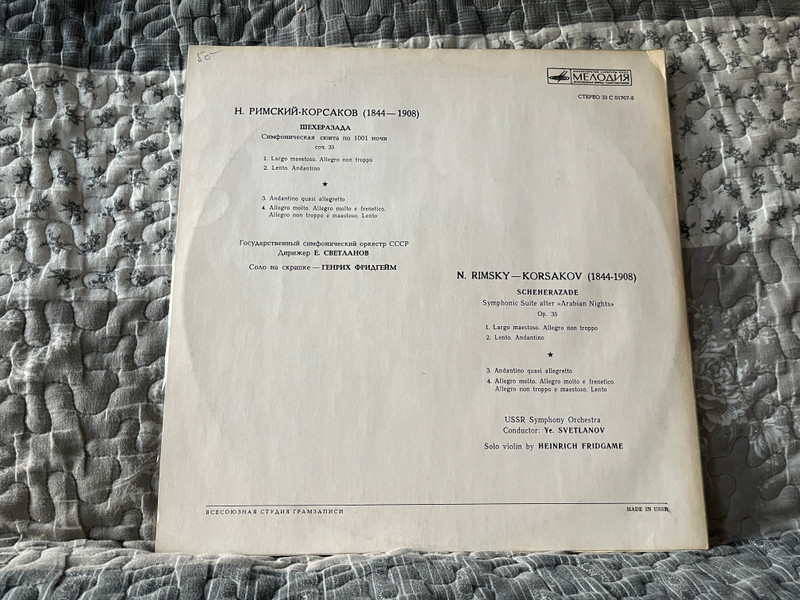 50
МЕЛОДИЯ
СТЕРЕО 33 С 01767-8
Н. РИМСКИЙ-КОРСАКОВ (1844—1908)
ШЕХЕРАЗАДА
Симфоническая сюита по 1001 ночи
соч. 35
1. Largo maestoso. Allegro non troppo
2. Lento. Andantino
★
3. Andantino quasi allegretto
4. Allegro molto. Allegro molto e frenetico.
Allegro non troppo e maestoso. Lento
Государственный симфонический оркестр СССР
Дирижер Е. СВЕТЛАНОВ
Соло на скрипке — ГЕНРИХ ФРИДГЕЙМ
N. RIMSKY—KORSAKOV (1844-1908)
SCHEHERAZADE
Symphonic Suite alter «Arabian Nights»
Op. 35
1. Largo maestoso. Allegro non troppo
2. Lento. Andantino
★
3. Andantino quasi allegretto
4. Allegro molto. Allegro molto e frenetico.
Allegro non troppo e maestoso. Lento
USSR Symphony Orchestra
Conductor: Ye. SVETLANOV
Solo violin by HEINRICH FRIDGAME
ВСЕСОЮЗНАЯ СТУДИЯ ГРАМЗАПИСИ
MADE IN USSR